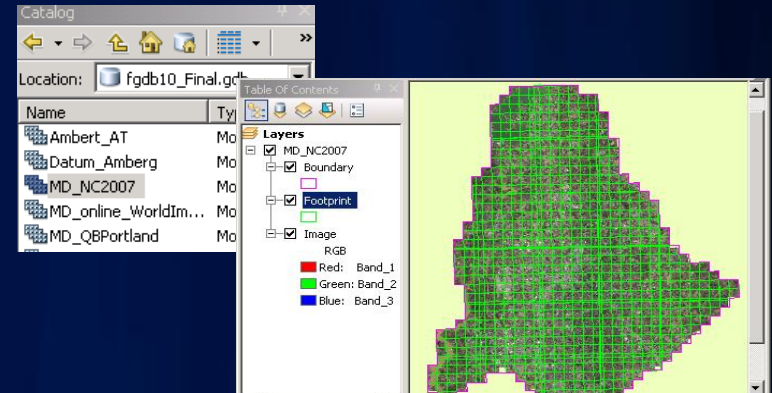 Catalog
Location: fgdb10_Final.gdb
Name
Ty
Ambert_AT
Mo
Datum_Amberg
Mo
MD_NC2007
Mo
MD_online_WorldIm...
Mo
MD_QBPortland
Mo
Table Of Contents
Layers
MD_NC2007
Boundary
Footprint
Image
RGB
Red: Band_1
Green: Band_2
Blue: Band_3